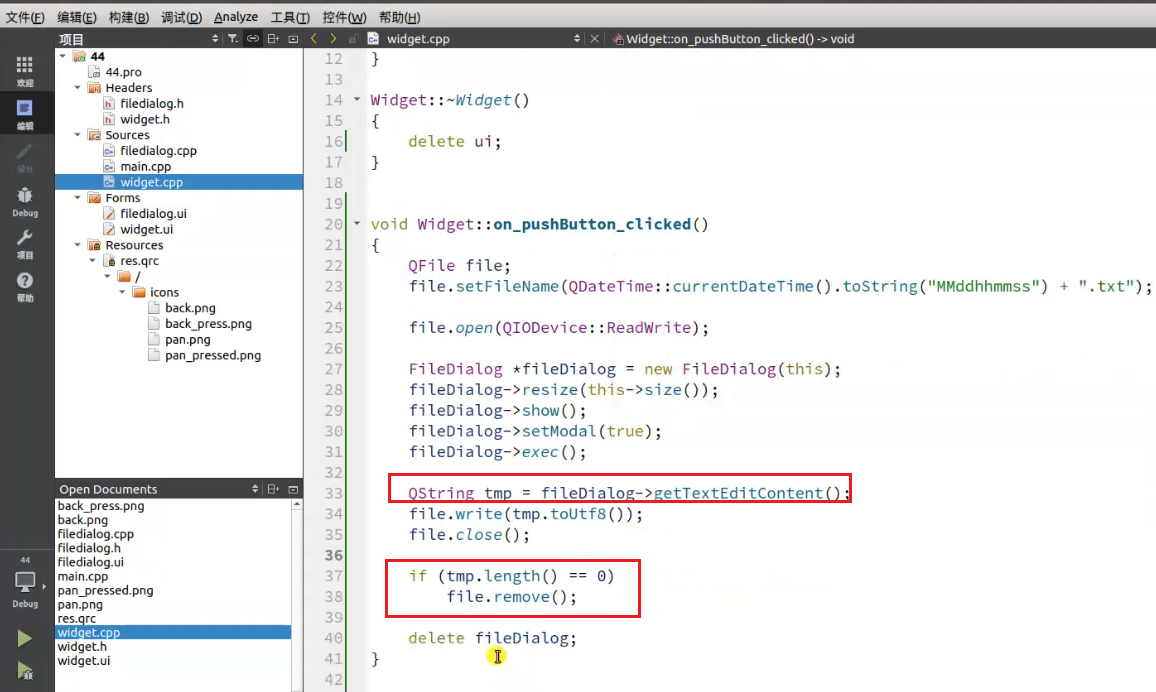 文件(F) 编辑(E) 构建(B) 调试(D) Analyze 工具(T) 控件(W) 帮助(H)
项目
widget.cpp
Widget::on_pushButton_clicked() -> void
欢迎
编辑
Debug
项目
帮助
44
44.pro
Headers
filedialog.h
widget.h
Sources
filedialog.cpp
main.cpp
widget.cpp
Forms
filedialog.ui
widget.ui
Resources
res.qrc
/
icons
back.png
back_press.png
pan.png
pan_pressed.png
Open Documents
back_press.png
back.png
filedialog.cpp
filedialog.h
filedialog.ui
main.cpp
pan_pressed.png
pan.png
res.qrc
widget.cpp
widget.h
widget.ui
44
Debug
12 }
13
14 Widget::~Widget()
15 {
16 delete ui;
17 }
18
19
20 void Widget::on_pushButton_clicked()
21 {
22 QFile file;
23 file.setFileName(QDateTime::currentDateTime().toString("MMddhhmmss") + ".txt");
24
25 file.open(QIODevice::ReadWrite);
26
27 FileDialog *fileDialog = new FileDialog(this);
28 fileDialog->resize(this->size());
29 fileDialog->show();
30 fileDialog->setModal(true);
31 fileDialog->exec();
32
33 QString tmp = fileDialog->getTextEditContent();
34 file.write(tmp.toUtf8());
35 file.close();
36
37 if (tmp.length() == 0)
38 file.remove();
39
40 delete fileDialog;
41 }
42